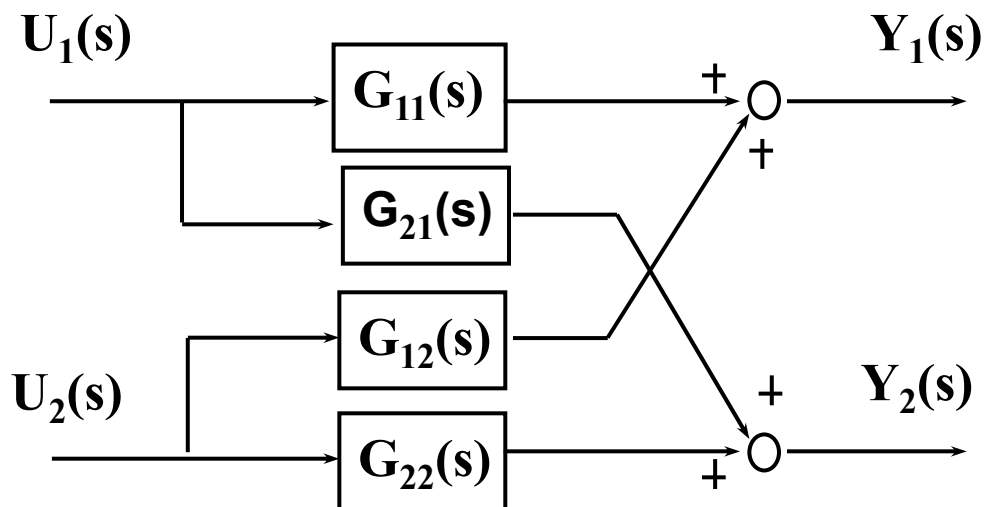 U₁(s)
Y₁(s)
G₁₁(s)
+
+
G₂₁(s)
G₁₂(s)
U₂(s)
+
Y₂(s)
G₂₂(s)
+